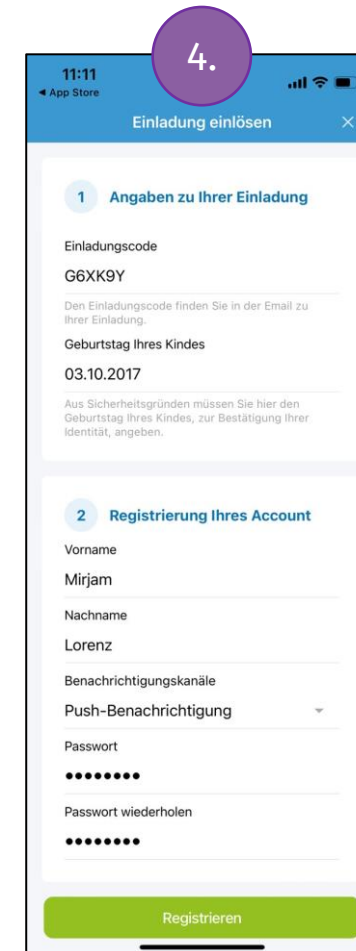 4.
11:11
◀ App Store
Einladung einlösen
1 Angaben zu Ihrer Einladung
Einladungscode
G6XK9Y
Den Einladungscode finden Sie in der Email zu
Ihrer Einladung.
Geburtstag Ihres Kindes
03.10.2017
Aus Sicherheitsgründen müssen Sie hier den
Geburtstag Ihres Kindes, zur Bestätigung Ihrer
Identität, angeben.
2 Registrierung Ihres Account
Vorname
Mirjam
Nachname
Lorenz
Benachrichtigungskanäle
Push-Benachrichtigung
Passwort
••••••••
Passwort wiederholen
••••••••
Registrieren